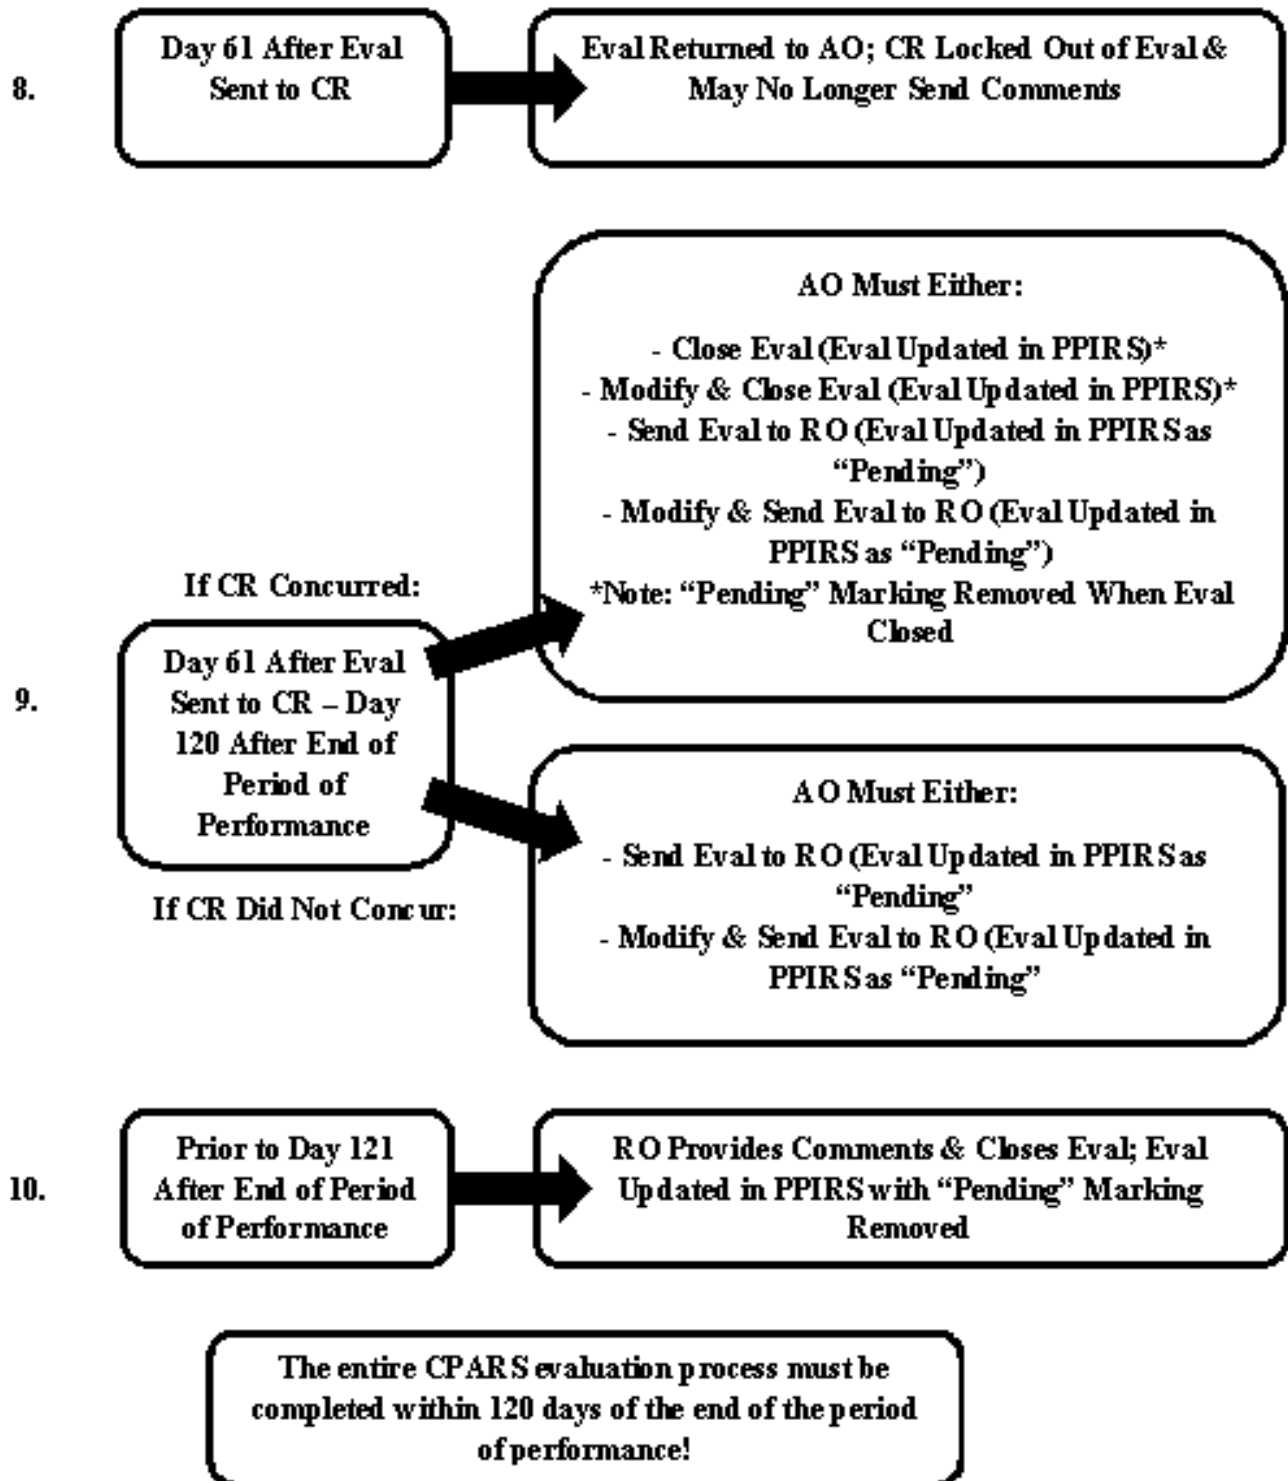 8.
Day 61 After Eval
Sent to CR
Eval Returned to AO; CR Locked Out of Eval &
May No Longer Send Comments
AO Must Either:
- Close Eval (Eval Updated in PPIRS)*
- Modify & Close Eval (Eval Updated in PPIRS)*
- Send Eval to RO (Eval Updated in PPIRS as
“Pending”)
- Modify & Send Eval to RO (Eval Updated in
PPIRS as “Pending”)
*Note: “Pending” Marking Removed When Eval
Closed
If CR Concurred:
9.
Day 61 After Eval
Sent to CR – Day
120 After End of
Period of
Performance
If CR Did Not Concur:
AO Must Either:
- Send Eval to RO (Eval Updated in PPIRS as
“Pending”
- Modify & Send Eval to RO (Eval Updated in
PPIRS as “Pending”
10.
Prior to Day 121
After End of Period
of Performance
RO Provides Comments & Closes Eval; Eval
Updated in PPIRS with “Pending” Marking
Removed
The entire CPARS evaluation process must be
completed within 120 days of the end of the period
of performance!